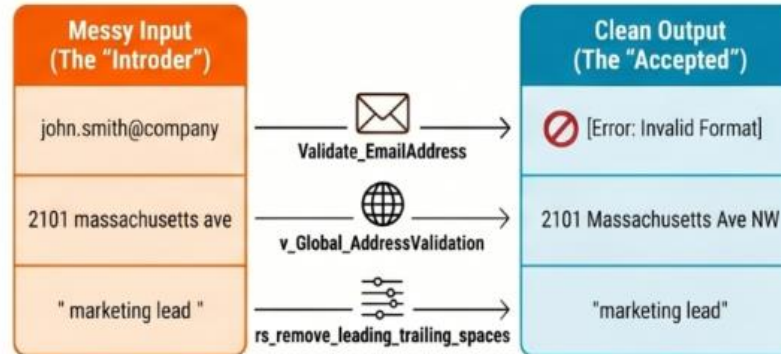 Messy Input
(The “Introder”)
Clean Output
(The “Accepted”)
john.smith@company
Validate_EmailAddress
[Error: Invalid Format]
2101 massachusetts ave
v_Global_AddressValidation
2101 Massachusetts Ave NW
" marketing lead "
rs_remove_leading_trailing_spaces
"marketing lead"